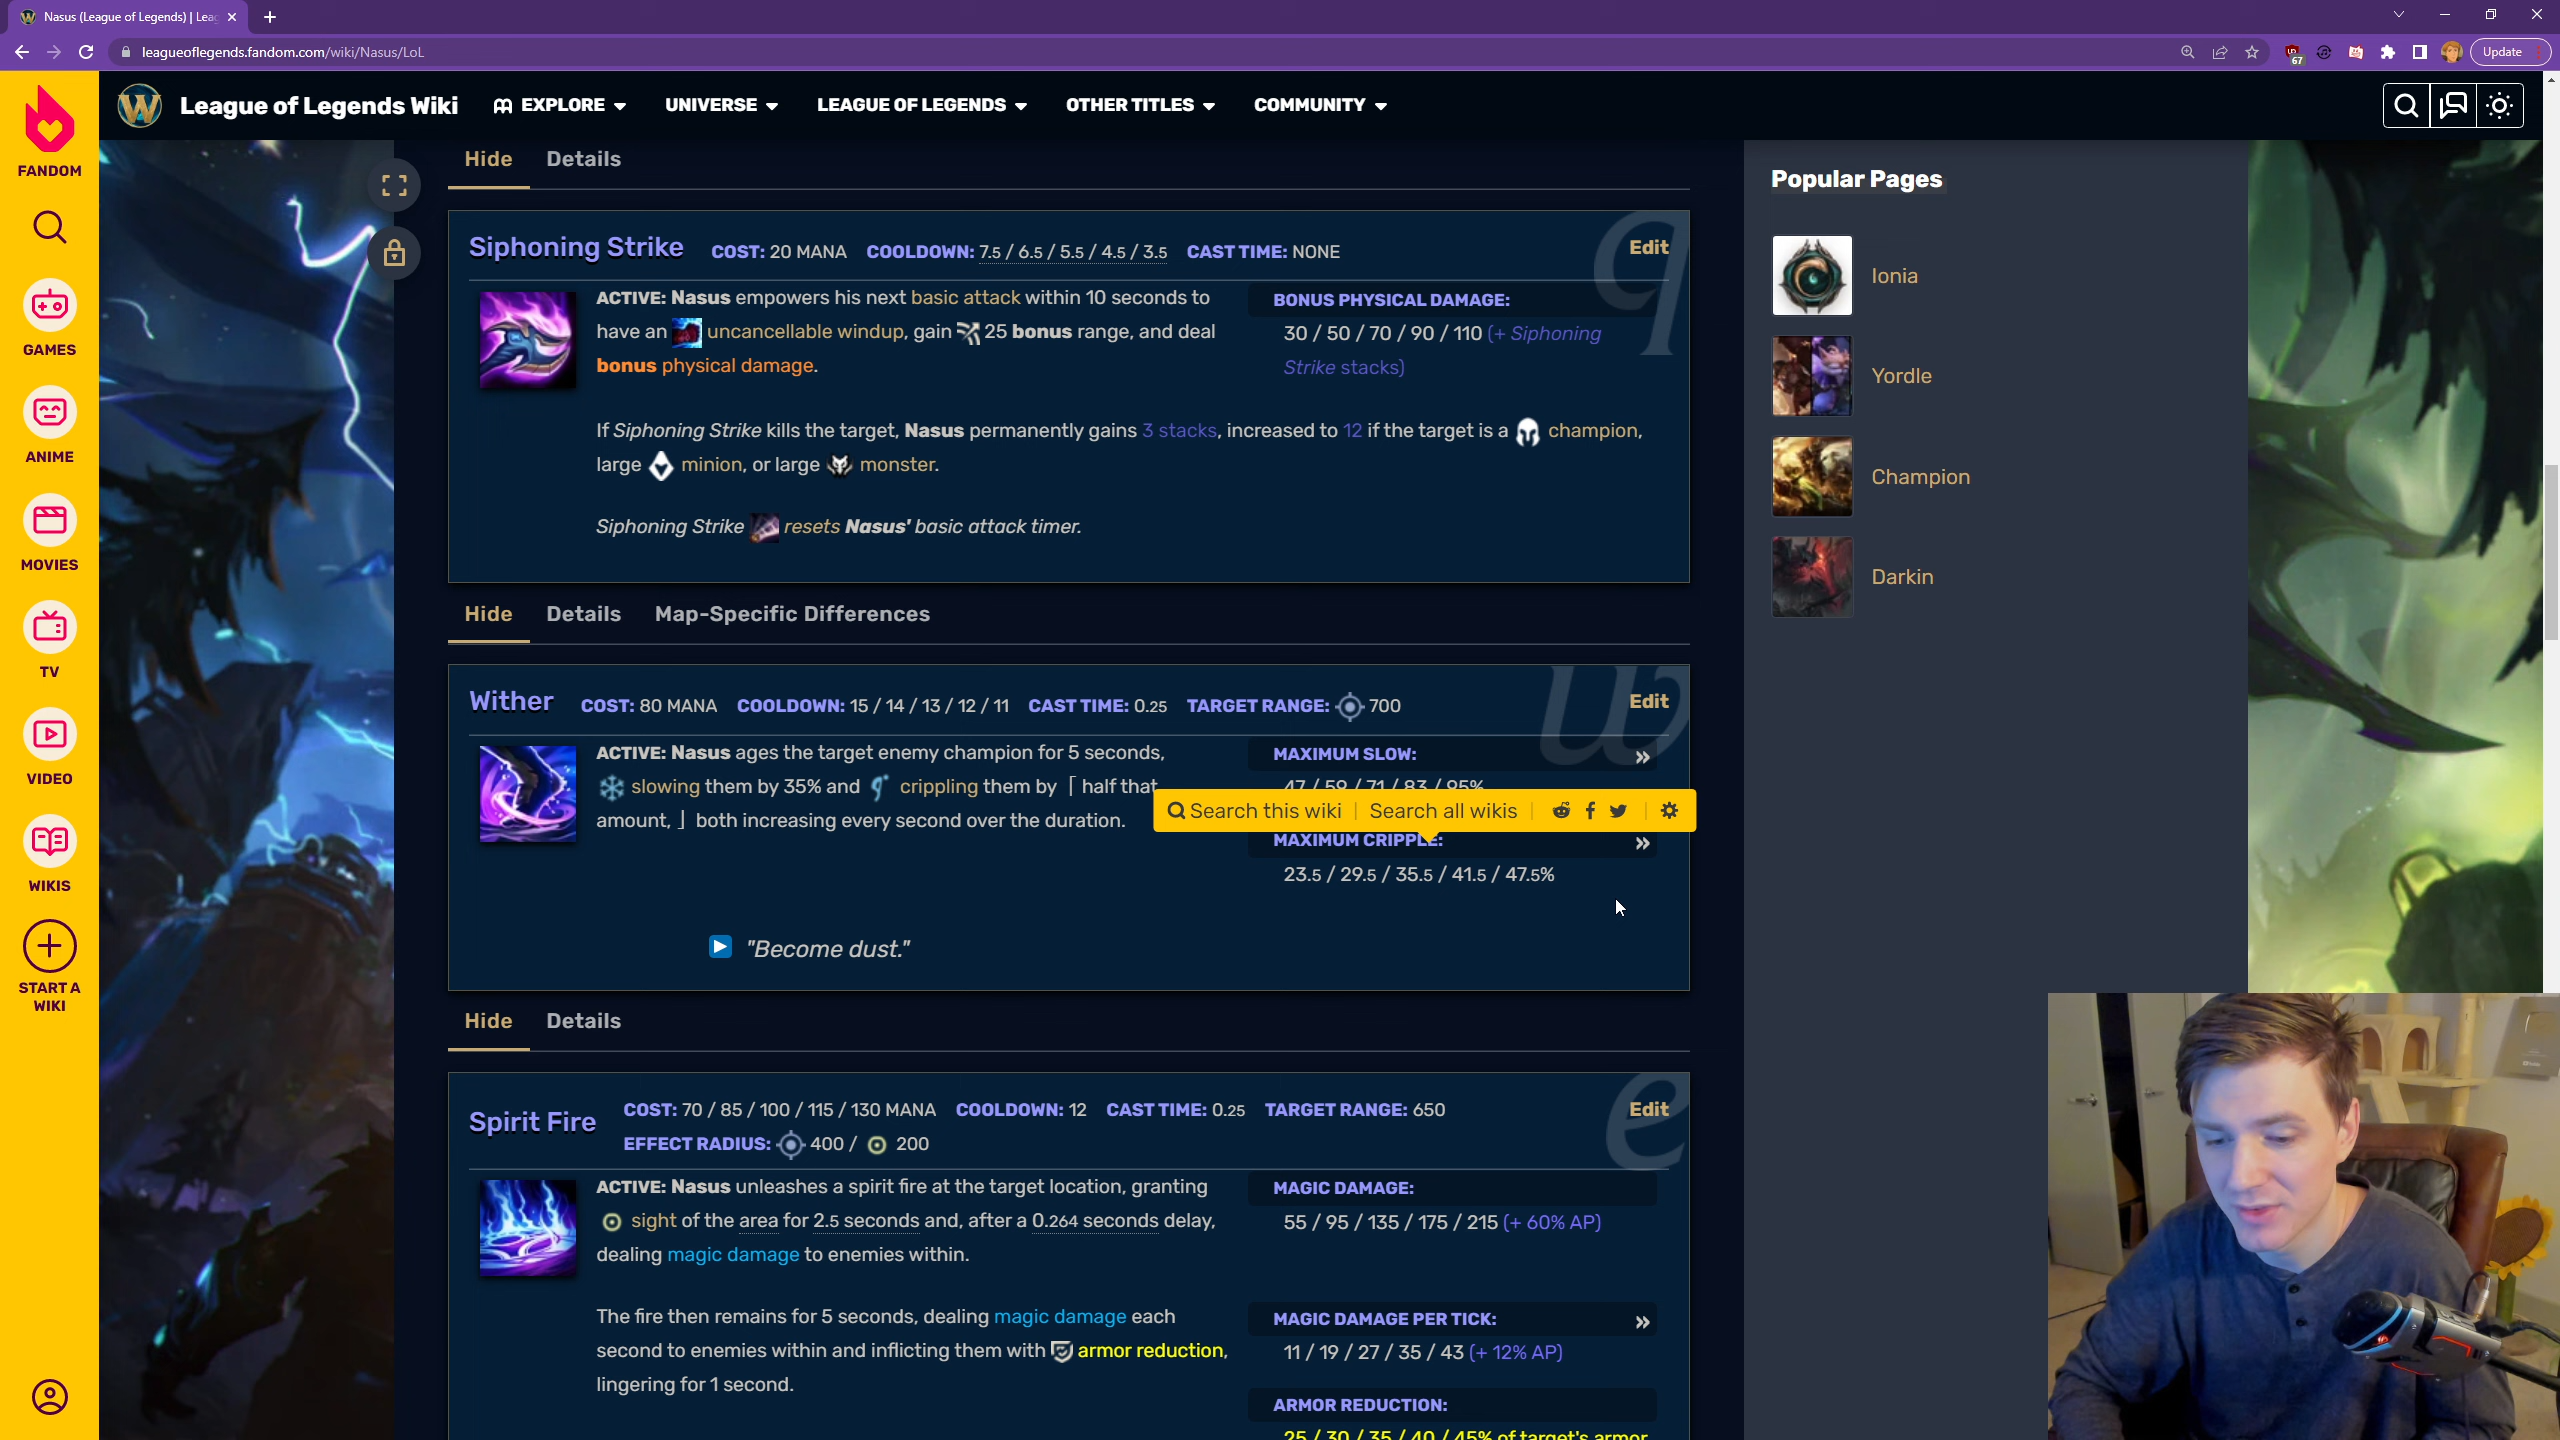 Nasus (League of Legends) | Leag
leagueoflegends.fandom.com/wiki/Nasus/LoL
67
Update
FANDOM
GAMES
ANIME
MOVIES
TV
VIDEO
WIKIS
START A
WIKI
League of Legends Wiki
EXPLORE
UNIVERSE
LEAGUE OF LEGENDS
OTHER TITLES
COMMUNITY
Hide Details
Siphoning Strike COST: 20 MANA COOLDOWN: 7.5 / 6.5 / 5.5 / 4.5 / 3.5 CAST TIME: NONE
Edit
q
ACTIVE: Nasus empowers his next basic attack within 10 seconds to
have an uncancellable windup, gain 25 bonus range, and deal
bonus physical damage.
BONUS PHYSICAL DAMAGE:
30 / 50 / 70 / 90 / 110 (+ Siphoning
Strike stacks)
If Siphoning Strike kills the target, Nasus permanently gains 3 stacks, increased to 12 if the target is a champion,
large minion, or large monster.
Siphoning Strike resets Nasus' basic attack timer.
Hide Details Map-Specific Differences
Wither COST: 80 MANA COOLDOWN: 15 / 14 / 13 / 12 / 11 CAST TIME: 0.25 TARGET RANGE: 700
Edit
w
ACTIVE: Nasus ages the target enemy champion for 5 seconds,
slowing them by 35% and crippling them by ⌈ half that
amount, ⌋ both increasing every second over the duration.
MAXIMUM SLOW: »
47 / 59 / 71 / 83 / 95%
Search this wiki | Search all wikis
MAXIMUM CRIPPLE: »
23.5 / 29.5 / 35.5 / 41.5 / 47.5%
"Become dust."
Hide Details
Spirit Fire COST: 70 / 85 / 100 / 115 / 130 MANA COOLDOWN: 12 CAST TIME: 0.25 TARGET RANGE: 650
EFFECT RADIUS: 400 / 200
Edit
e
ACTIVE: Nasus unleashes a spirit fire at the target location, granting
sight of the area for 2.5 seconds and, after a 0.264 seconds delay,
dealing magic damage to enemies within.
MAGIC DAMAGE:
55 / 95 / 135 / 175 / 215 (+ 60% AP)
The fire then remains for 5 seconds, dealing magic damage each
second to enemies within and inflicting them with armor reduction,
lingering for 1 second.
MAGIC DAMAGE PER TICK: »
11 / 19 / 27 / 35 / 43 (+ 12% AP)
ARMOR REDUCTION:
25 / 30 / 35 / 40 / 45% of target's armor
Popular Pages
Ionia
Yordle
Champion
Darkin